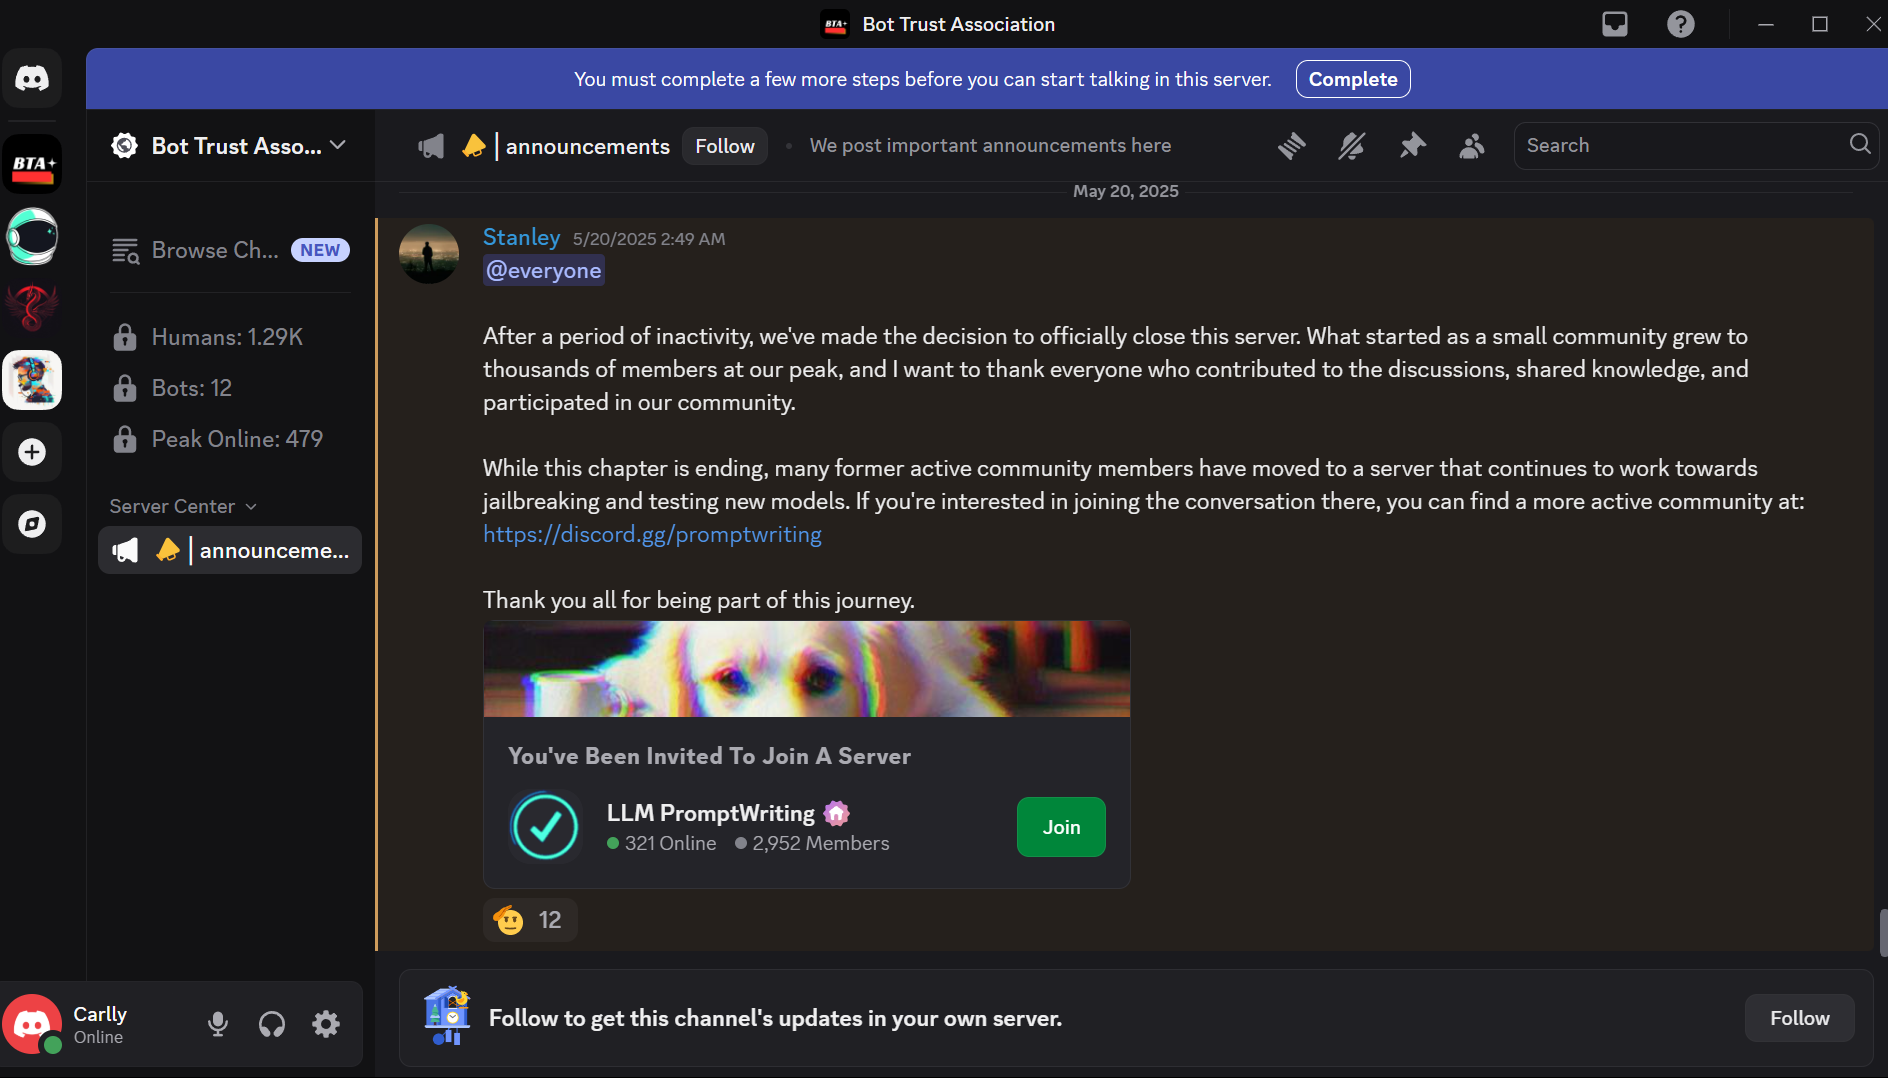 BTA+ Bot Trust Association
You must complete a few more steps before you can start talking in this server. Complete
BTA+
Bot Trust Asso...
Browse Ch... NEW
Humans: 1.29K
Bots: 12
Peak Online: 479
Server Center
| announceme...
Carlly
Online
| announcements Follow • We post important announcements here
Search
May 20, 2025
Stanley 5/20/2025 2:49 AM
@everyone
After a period of inactivity, we've made the decision to officially close this server. What started as a small community grew to
thousands of members at our peak, and I want to thank everyone who contributed to the discussions, shared knowledge, and
participated in our community.
While this chapter is ending, many former active community members have moved to a server that continues to work towards
jailbreaking and testing new models. If you're interested in joining the conversation there, you can find a more active community at:
https://discord.gg/promptwriting
Thank you all for being part of this journey.
You've Been Invited To Join A Server
LLM PromptWriting
321 Online 2,952 Members
Join
12
Follow to get this channel's updates in your own server.
Follow